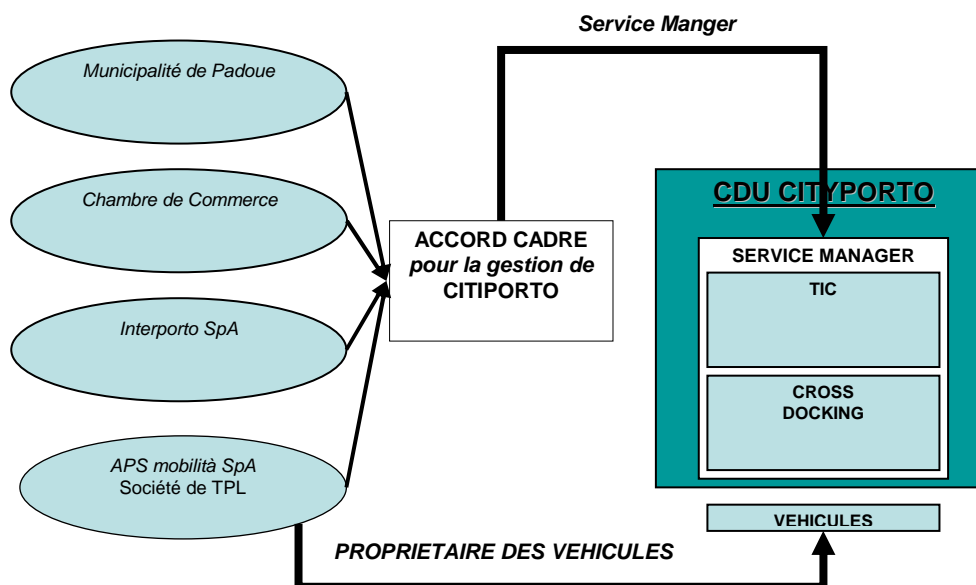 Service Manger
Municipalité de Padoue
Chambre de Commerce
Interporto SpA
APS mobilità SpA
Société de TPL
ACCORD CADRE
pour la gestion de
CITIPORTO
CDU CITYPORTO
SERVICE MANAGER
TIC
CROSS
DOCKING
VEHICULES
PROPRIETAIRE DES VEHICULES